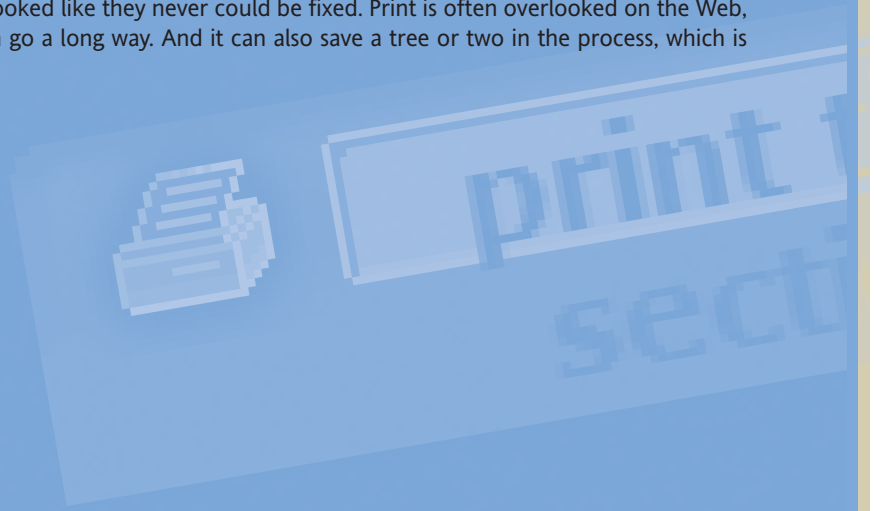 ooked like they never could be fixed. Print is often overlooked on the Web,
go a long way. And it can also save a tree or two in the process, which is
print
secti